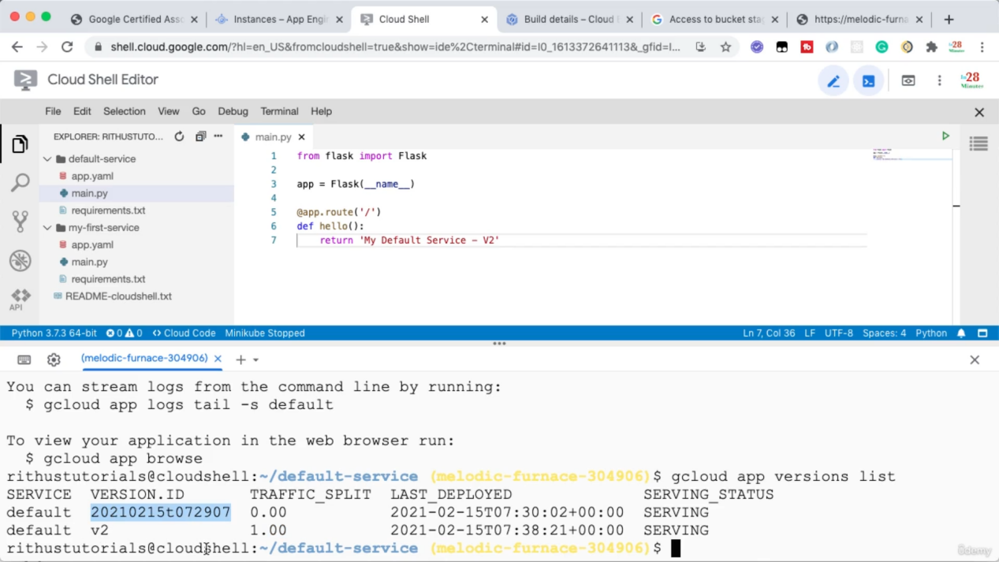 Google Certified Asso
Instances – App Engin
Cloud Shell
Build details – Cloud B
Access to bucket stag
https://melodic-furna
shell.cloud.google.com/?hl=en_US&fromcloudshell=true&show=ide%2Cterminal#id=I0_1613372641113&_gfid=I...
Cloud Shell Editor
in28
Minutes
File Edit Selection View Go Debug Terminal Help
EXPLORER: RITHUSTUTO...
main.py
default-service
app.yaml
main.py
requirements.txt
my-first-service
app.yaml
main.py
requirements.txt
README-cloudshell.txt
API
1 from flask import Flask
2
3 app = Flask(__name__)
4
5 @app.route('/')
6 def hello():
7 return 'My Default Service – V2'
Python 3.7.3 64-bit 0 0 <> Cloud Code Minikube Stopped Ln 7, Col 36 LF UTF-8 Spaces: 4 Python
(melodic-furnace-304906)
You can stream logs from the command line by running:
$ gcloud app logs tail -s default
To view your application in the web browser run:
$ gcloud app browse
rithustutorials@cloudshell:~/default-service (melodic-furnace-304906)$ gcloud app versions list
SERVICE VERSION.ID TRAFFIC_SPLIT LAST_DEPLOYED SERVING_STATUS
default 20210215t072907 0.00 2021-02-15T07:30:02+00:00 SERVING
default v2 1.00 2021-02-15T07:38:21+00:00 SERVING
rithustutorials@cloudshell:~/default-service (melodic-furnace-304906)$
ûdemy